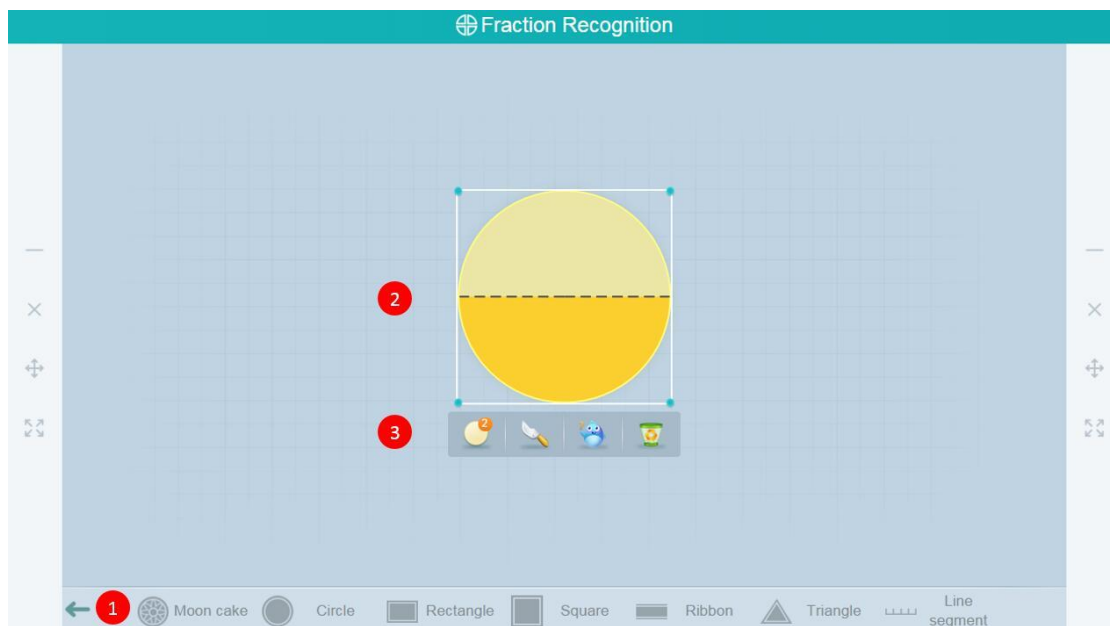 Fraction Recognition
2
3
2
1
Moon cake
Circle
Rectangle
Square
Ribbon
Triangle
Line
segment